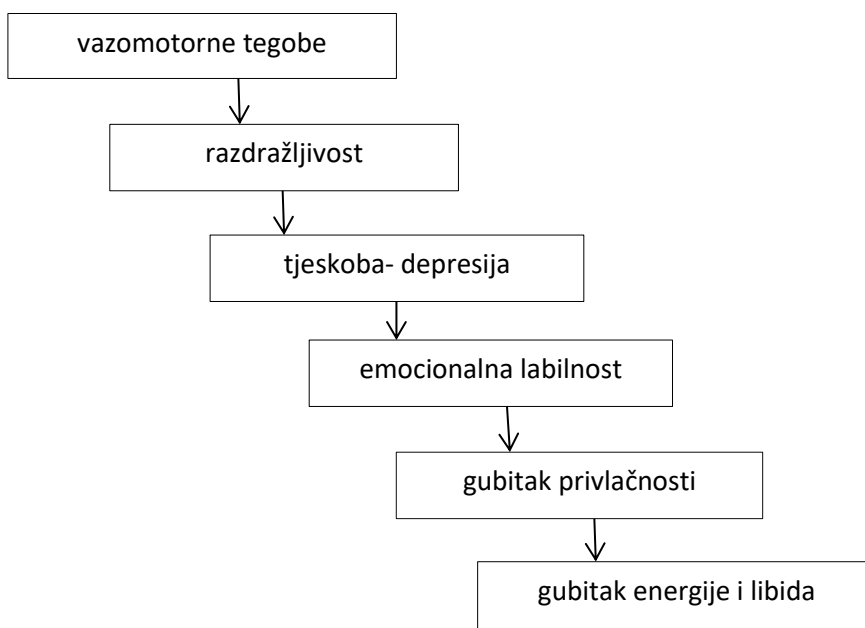 vazomotorne tegobe
razdražljivost
tjeskoba- depresija
emocionalna labilnost
gubitak privlačnosti
gubitak energije i libida